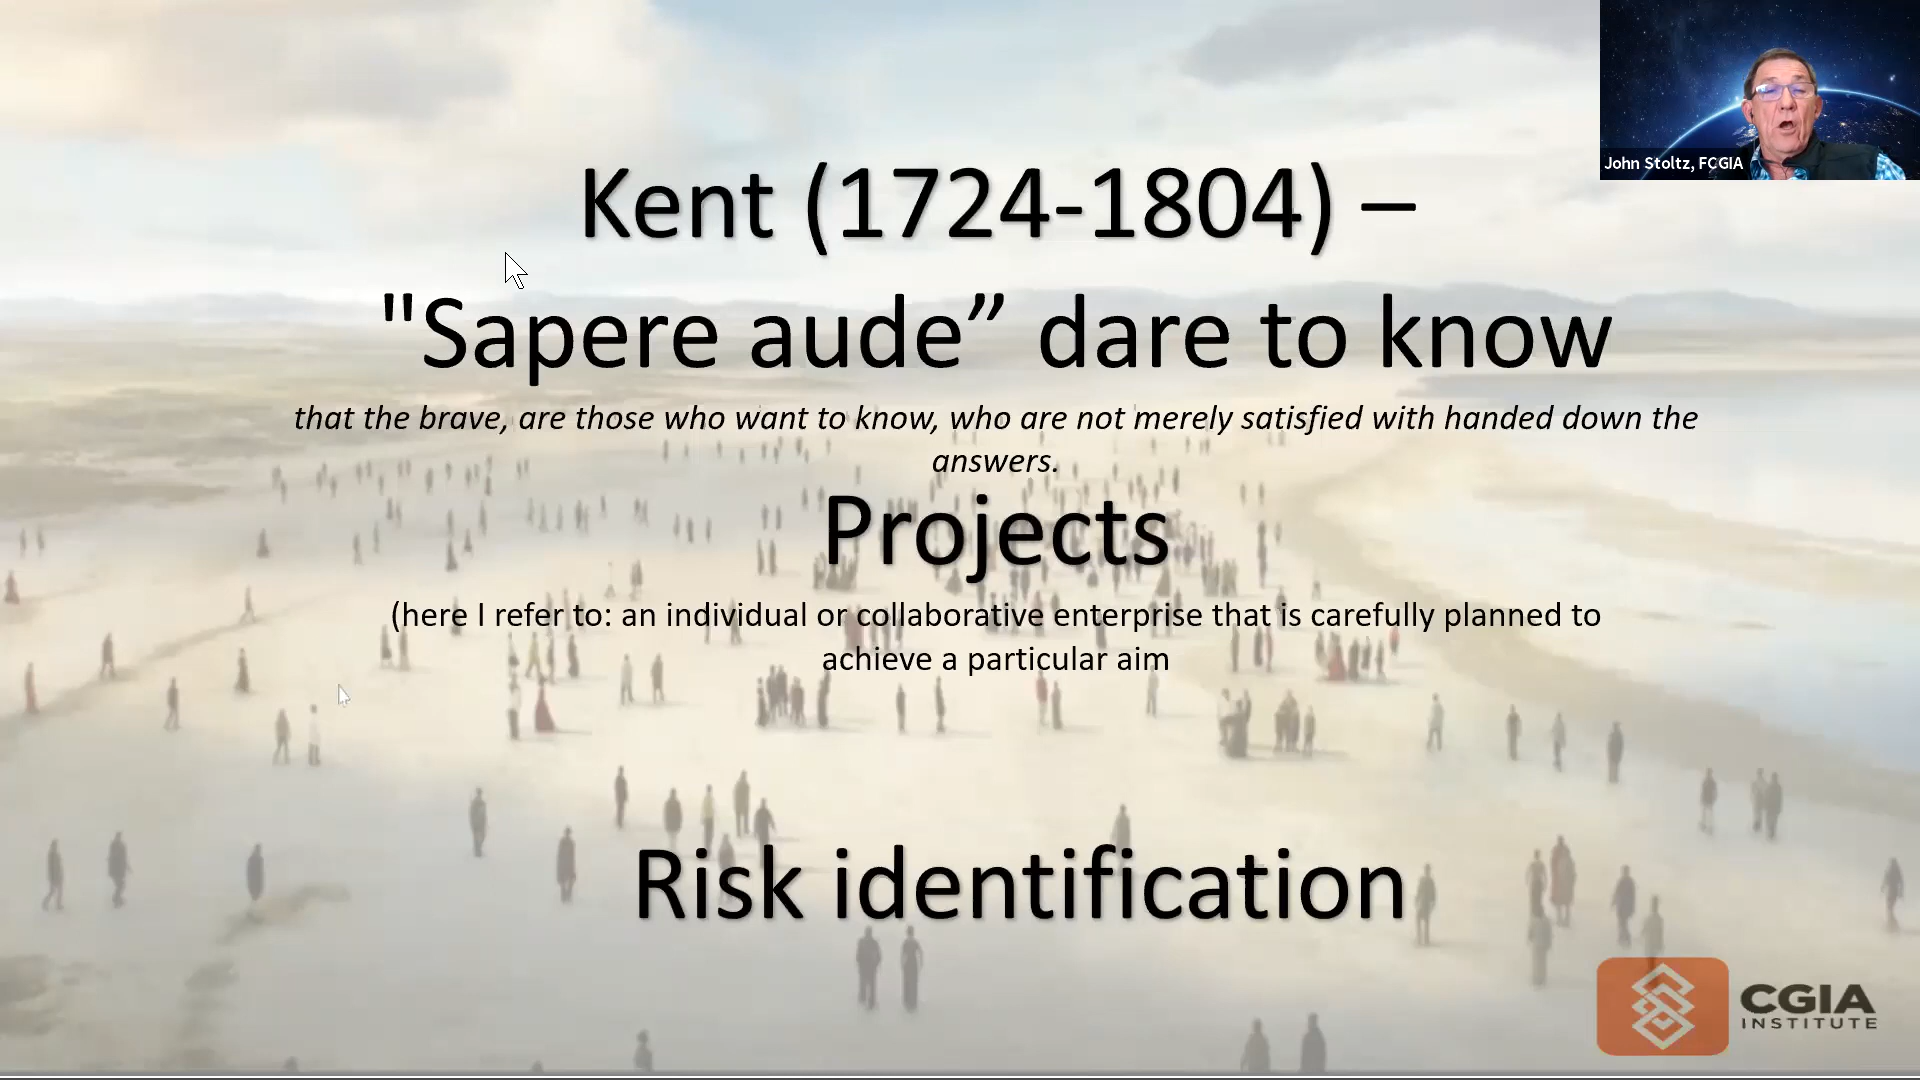 John Stoltz, FCGIA
Kent (1724-1804) –
"Sapere aude” dare to know
that the brave, are those who want to know, who are not merely satisfied with handed down the
answers.
Projects
(here I refer to: an individual or collaborative enterprise that is carefully planned to
achieve a particular aim
Risk identification
CGIA
INSTITUTE